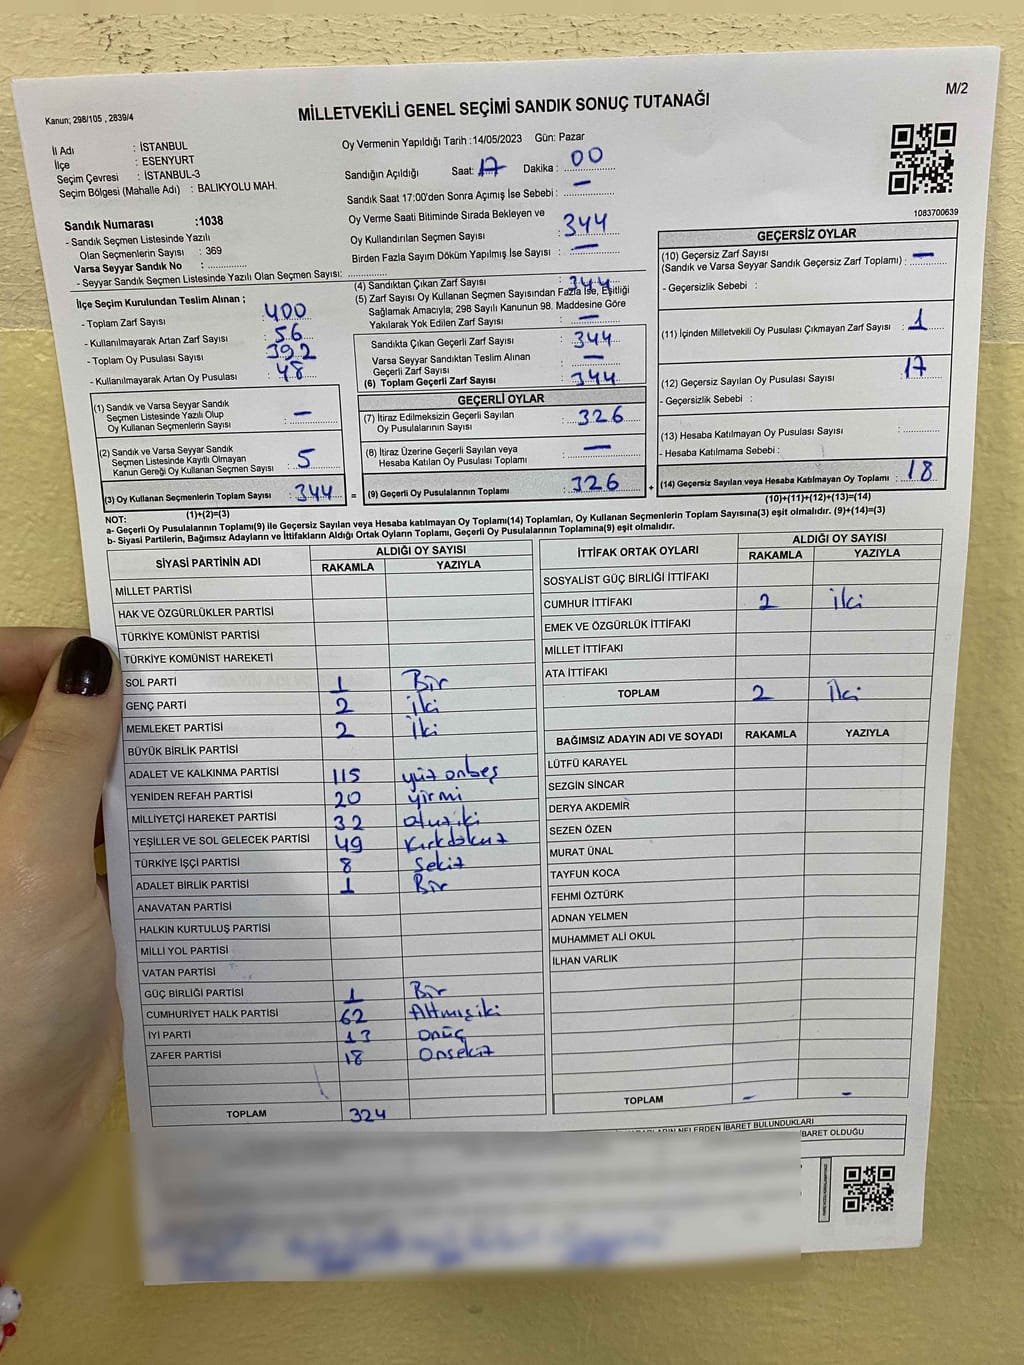 M/2
Kanun; 298/105 , 2839/4
MİLLETVEKİLİ GENEL SEÇİMİ SANDIK SONUÇ TUTANAĞI
İl Adı : İSTANBUL
İlçe : ESENYURT
Seçim Çevresi : İSTANBUL-3
Seçim Bölgesi (Mahalle Adı) : BALIKYOLU MAH.
Sandık Numarası :1038
- Sandık Seçmen Listesinde Yazılı
Olan Seçmenlerin Sayısı : 369
Varsa Seyyar Sandık No :
- Seyyar Sandık Seçmen Listesinde Yazılı Olan Seçmen Sayısı:
Oy Vermenin Yapıldığı Tarih :14/05/2023 Gün: Pazar
Sandığın Açıldığı Saat: 17 Dakika : 00
Sandık Saat 17:00'den Sonra Açımış İse Sebebi : —
Oy Verme Saati Bitiminde Sırada Bekleyen ve
Oy Kullandırılan Seçmen Sayısı : 344
Birden Fazla Sayım Döküm Yapılmış İse Sayısı : —
1083700639
İlçe Seçim Kurulundan Teslim Alınan ;
- Toplam Zarf Sayısı : 400
- Kullanılmayarak Artan Zarf Sayısı : 56
- Toplam Oy Pusulası Sayısı : 392
- Kullanılmayarak Artan Oy Pusulası : 48
(1) Sandık ve Varsa Seyyar Sandık
Seçmen Listesinde Yazılı Olup
Oy Kullanan Seçmenlerin Sayısı : —
(2) Sandık ve Varsa Seyyar Sandık
Seçmen Listesinde Kayıtlı Olmayan
Kanun Gereği Oy Kullanan Seçmen Sayısı : 5
(3) Oy Kullanan Seçmenlerin Toplam Sayısı : 344 =
(1)+(2)=(3)
(4) Sandıktan Çıkan Zarf Sayısı : 344
(5) Zarf Sayısı Oy Kullanan Seçmen Sayısından Fazla İse, Eşitliği
Sağlamak Amacıyla; 298 Sayılı Kanunun 98. Maddesine Göre
Yakılarak Yok Edilen Zarf Sayısı : —
Sandıkta Çıkan Geçerli Zarf Sayısı : 344
Varsa Seyyar Sandıktan Teslim Alınan
Geçerli Zarf Sayısı : —
(6) Toplam Geçerli Zarf Sayısı : 344
GEÇERLİ OYLAR
(7) İtiraz Edilmeksizin Geçerli Sayılan
Oy Pusulalarının Sayısı : 326
(8) İtiraz Üzerine Geçerli Sayılan veya
Hesaba Katılan Oy Pusulası Toplamı : —
(9) Geçerli Oy Pusulalarının Toplamı : 326 +
GEÇERSİZ OYLAR
(10) Geçersiz Zarf Sayısı
(Sandık ve Varsa Seyyar Sandık Geçersiz Zarf Toplamı) : —
- Geçersizlik Sebebi :
(11) İçinden Milletvekili Oy Pusulası Çıkmayan Zarf Sayısı : 1
(12) Geçersiz Sayılan Oy Pusulası Sayısı 17
- Geçersizlik Sebebi :
(13) Hesaba Katılmayan Oy Pusulası Sayısı :
- Hesaba Katılmama Sebebi :
(14) Geçersiz Sayılan veya Hesaba Katılmayan Oy Toplamı : 18
(10)+(11)+(12)+(13)=(14)
NOT:
a- Geçerli Oy Pusulalarının Toplamı(9) ile Geçersiz Sayılan veya Hesaba katılmayan Oy Toplamı(14) Toplamları, Oy Kullanan Seçmenlerin Toplam Sayısına(3) eşit olmalıdır. (9)+(14)=(3)
b- Siyasi Partilerin, Bağımsız Adayların ve İttifakların Aldığı Ortak Oyların Toplamı, Geçerli Oy Pusulalarının Toplamına(9) eşit olmalıdır.
SİYASİ PARTİNİN ADI ALDIĞI OY SAYISI
RAKAMLA YAZIYLA
MİLLET PARTİSİ
HAK VE ÖZGÜRLÜKLER PARTİSİ
TÜRKİYE KOMÜNİST PARTİSİ
TÜRKİYE KOMÜNİST HAREKETİ
SOL PARTİ 1 Bir
GENÇ PARTİ 2 İki
MEMLEKET PARTİSİ 2 İki
BÜYÜK BİRLİK PARTİSİ
ADALET VE KALKINMA PARTİSİ 115 yüz onbeş
YENİDEN REFAH PARTİSİ 20 yirmi
MİLLİYETÇİ HAREKET PARTİSİ 32 otuziki
YEŞİLLER VE SOL GELECEK PARTİSİ 49 kırkdokuz
TÜRKİYE İŞÇİ PARTİSİ 8 Sekiz
ADALET BİRLİK PARTİSİ 1 Bir
ANAVATAN PARTİSİ
HALKIN KURTULUŞ PARTİSİ
MİLLİ YOL PARTİSİ
VATAN PARTİSİ
GÜÇ BİRLİĞİ PARTİSİ 1 Bir
CUMHURİYET HALK PARTİSİ 62 Altmışiki
İYİ PARTİ 13 onüç
ZAFER PARTİSİ 18 Onsekiz
TOPLAM 324
İTTİFAK ORTAK OYLARI ALDIĞI OY SAYISI
RAKAMLA YAZIYLA
SOSYALİST GÜÇ BİRLİĞİ İTTİFAKI
CUMHUR İTTİFAKI 2 İki
EMEK VE ÖZGÜRLÜK İTTİFAKI
MİLLET İTTİFAKI
ATA İTTİFAKI
TOPLAM 2 İki
BAĞIMSIZ ADAYIN ADI VE SOYADI RAKAMLA YAZIYLA
LÜTFÜ KARAYEL
SEZGİN SİNCAR
DERYA AKDEMİR
SEZEN ÖZEN
MURAT ÜNAL
TAYFUN KOCA
FEHMİ ÖZTÜRK
ADNAN YELMEN
MUHAMMET ALİ OKUL
İLHAN VARLIK
TOPLAM - -
NELERDEN İBARET BULUNDUKLARI
İBARET OLDUĞU